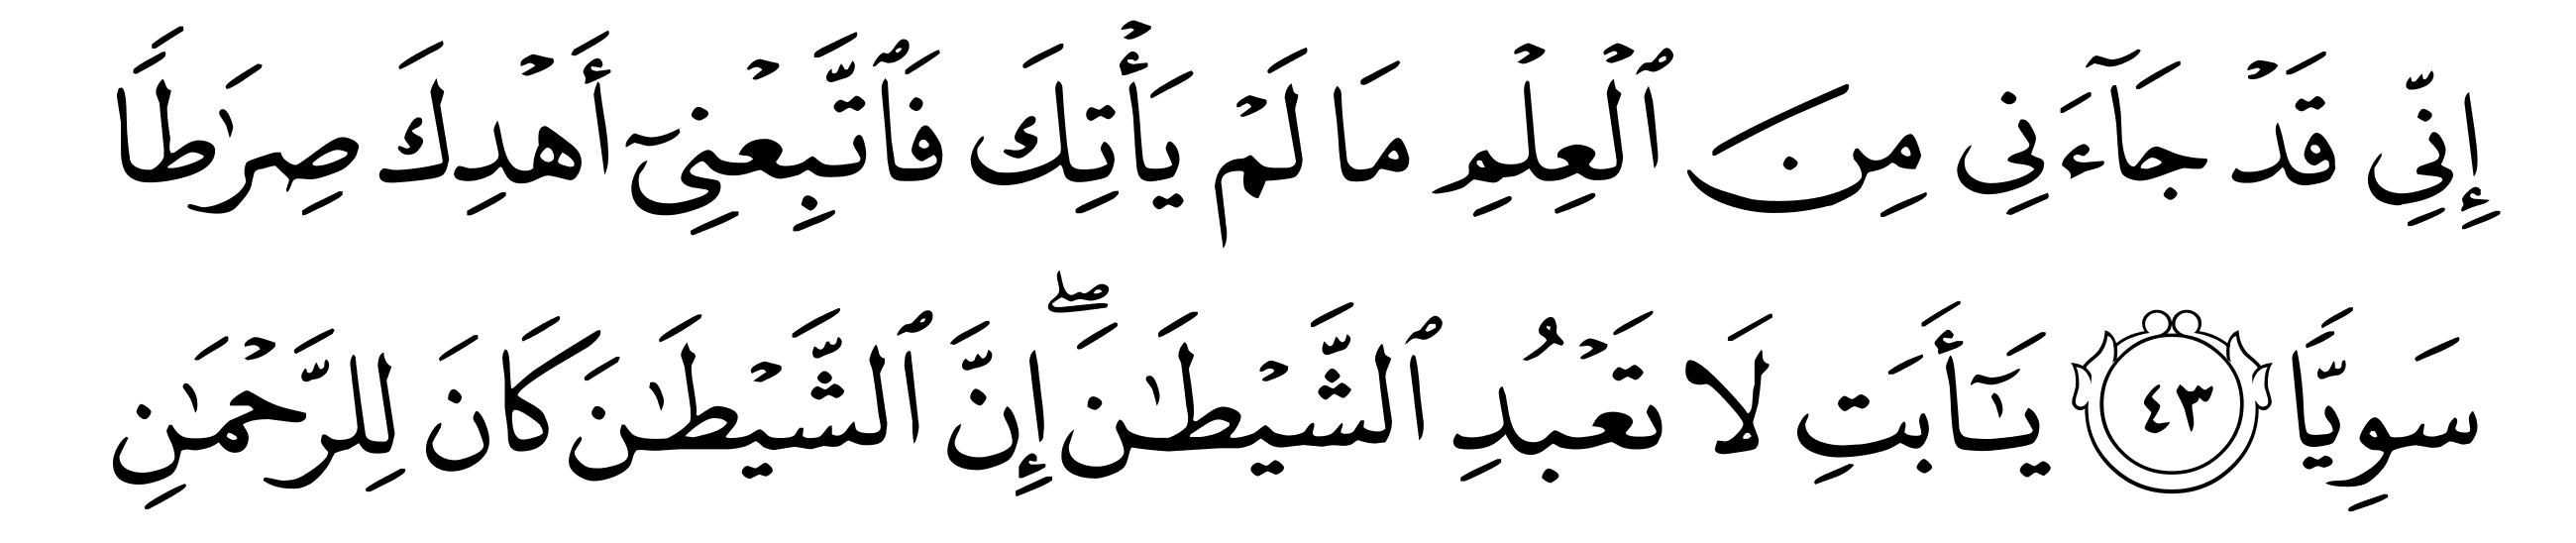 إِنِّي قَدْ جَآءَنِي مِنَ ٱلْعِلْمِ مَا لَمْ يَأْتِكَ فَٱتَّبِعْنِىٓ أَهْدِكَ صِرَٰطًا
سَوِيًّا ٤٣ يَٰٓأَبَتِ لَا تَعْبُدِ ٱلشَّيْطَٰنَ ۖ إِنَّ ٱلشَّيْطَٰنَ كَانَ لِلرَّحْمَٰنِ